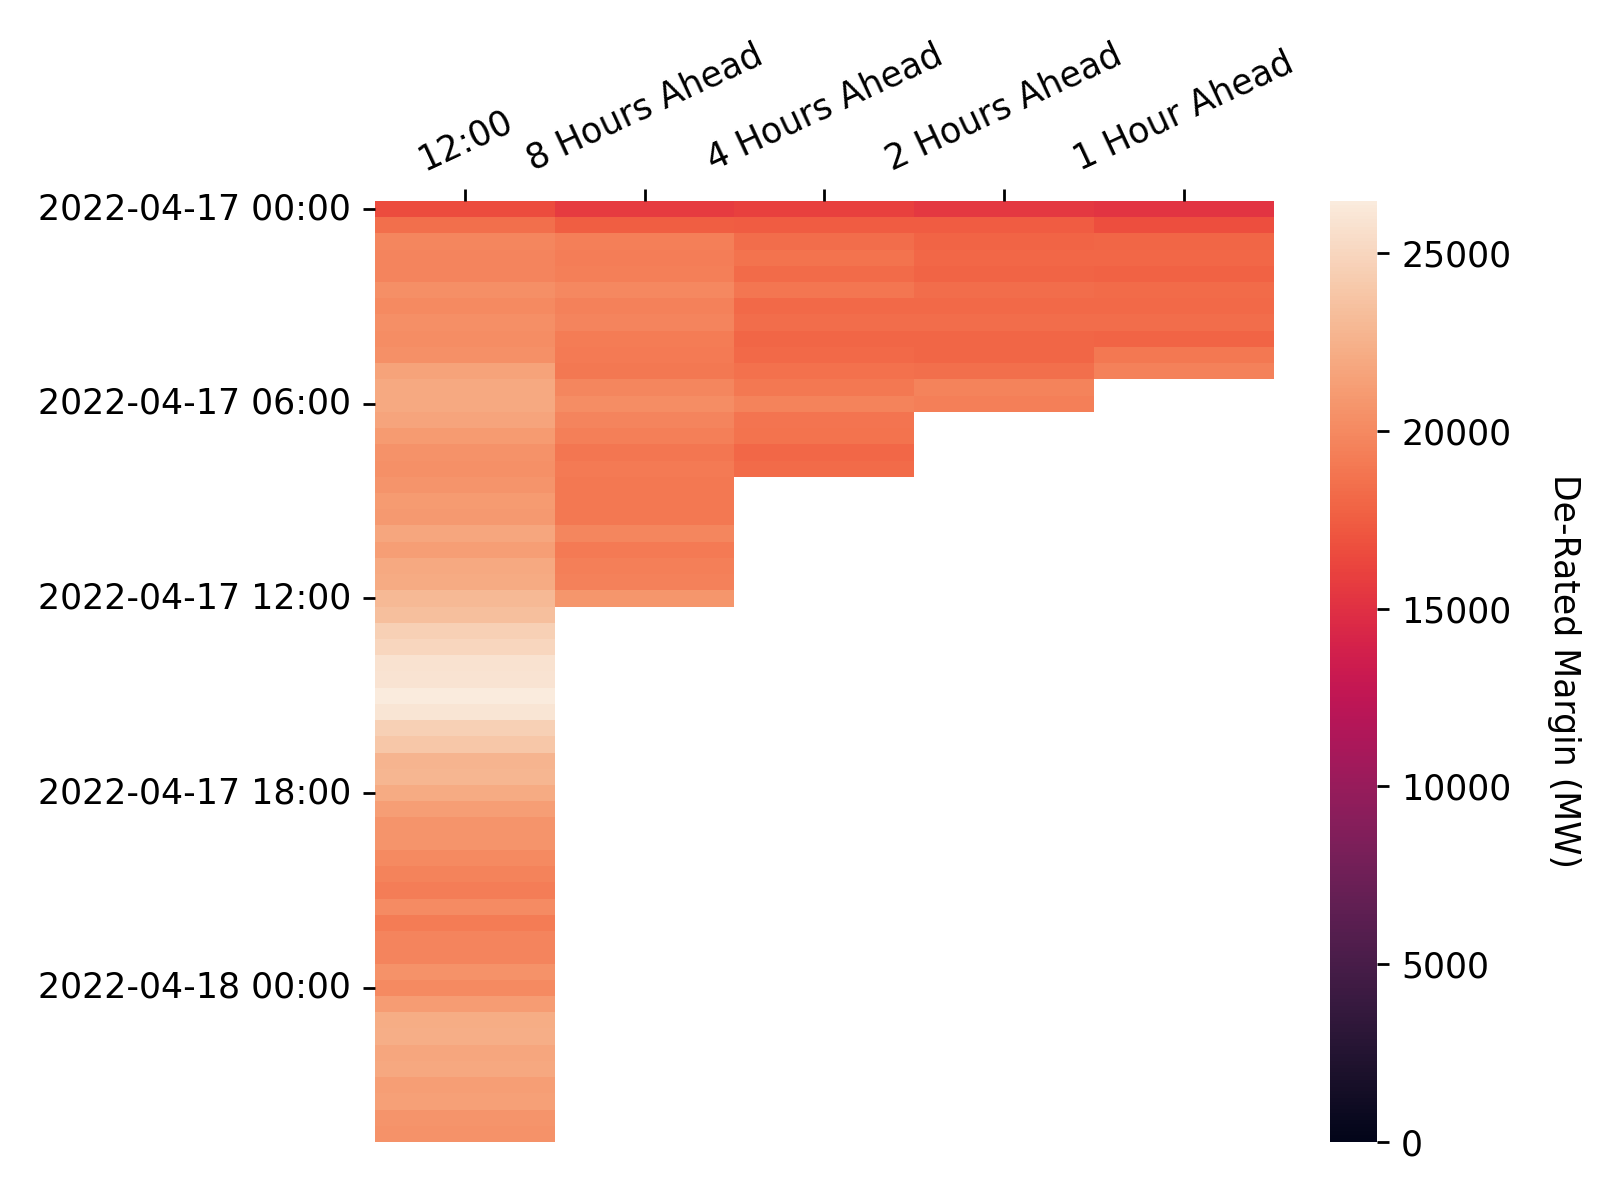 12:00
8 Hours Ahead
4 Hours Ahead
2 Hours Ahead
1 Hour Ahead
2022-04-17 00:00
2022-04-17 06:00
2022-04-17 12:00
2022-04-17 18:00
2022-04-18 00:00
25000
20000
15000
10000
5000
0
De-Rated Margin (MW)